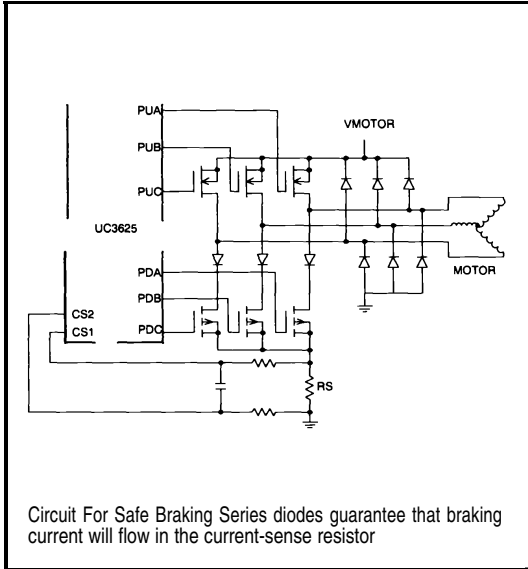 PUA
PUB
VMOTOR
PUC
UC3625
PDA
MOTOR
PDB
CS2
CS1
PDC
RS
Circuit For Safe Braking Series diodes guarantee that braking
current will flow in the current-sense resistor